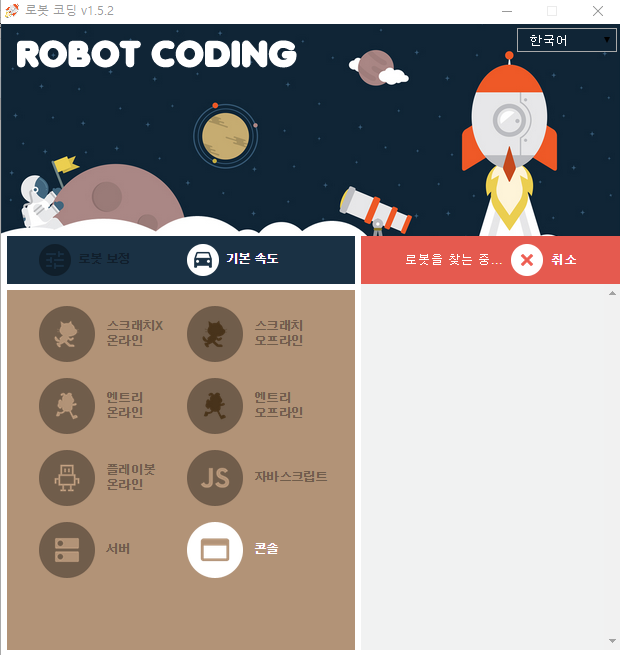 로봇 코딩 v1.5.2
ROBOT CODING
한국어
로봇 보정
기본 속도
로봇을 찾는 중...
취소
스크래치X
온라인
스크래치
오프라인
엔트리
온라인
엔트리
오프라인
플레이봇
온라인
JS
자바스크립트
서버
콘솔